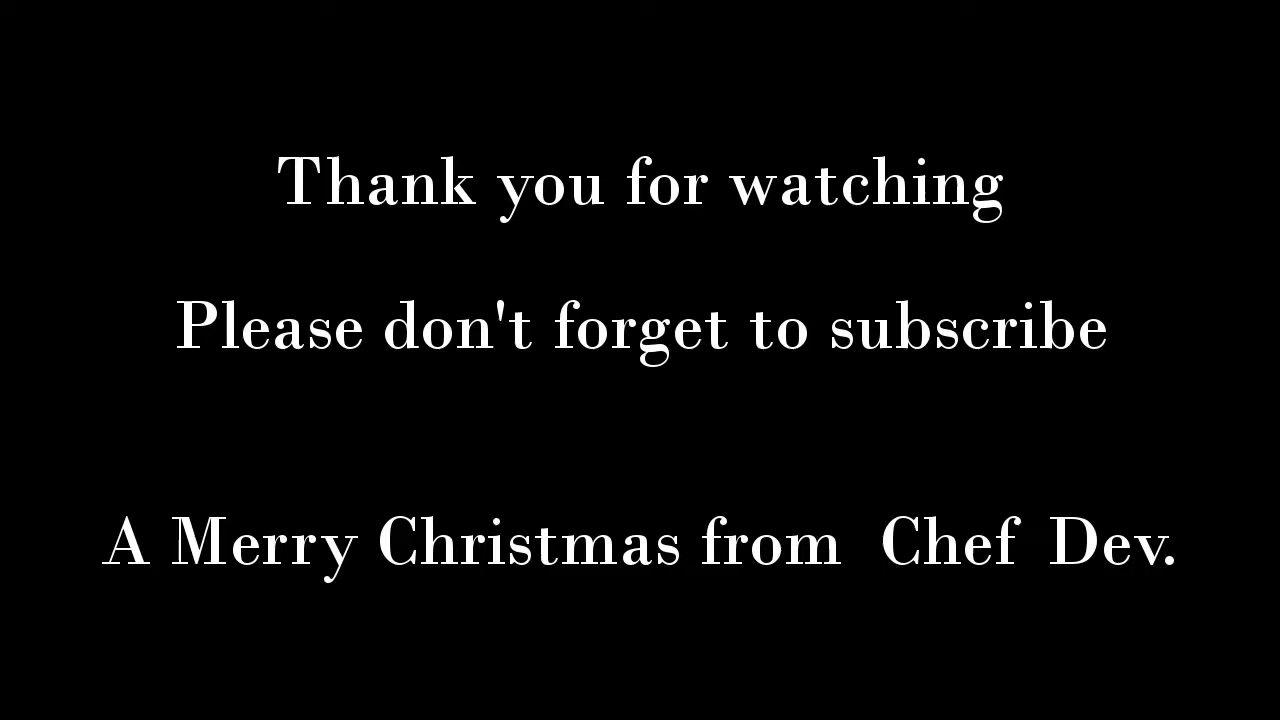 Thank you for watching
Please don't forget to subscribe
A Merry Christmas from  Chef  Dev.